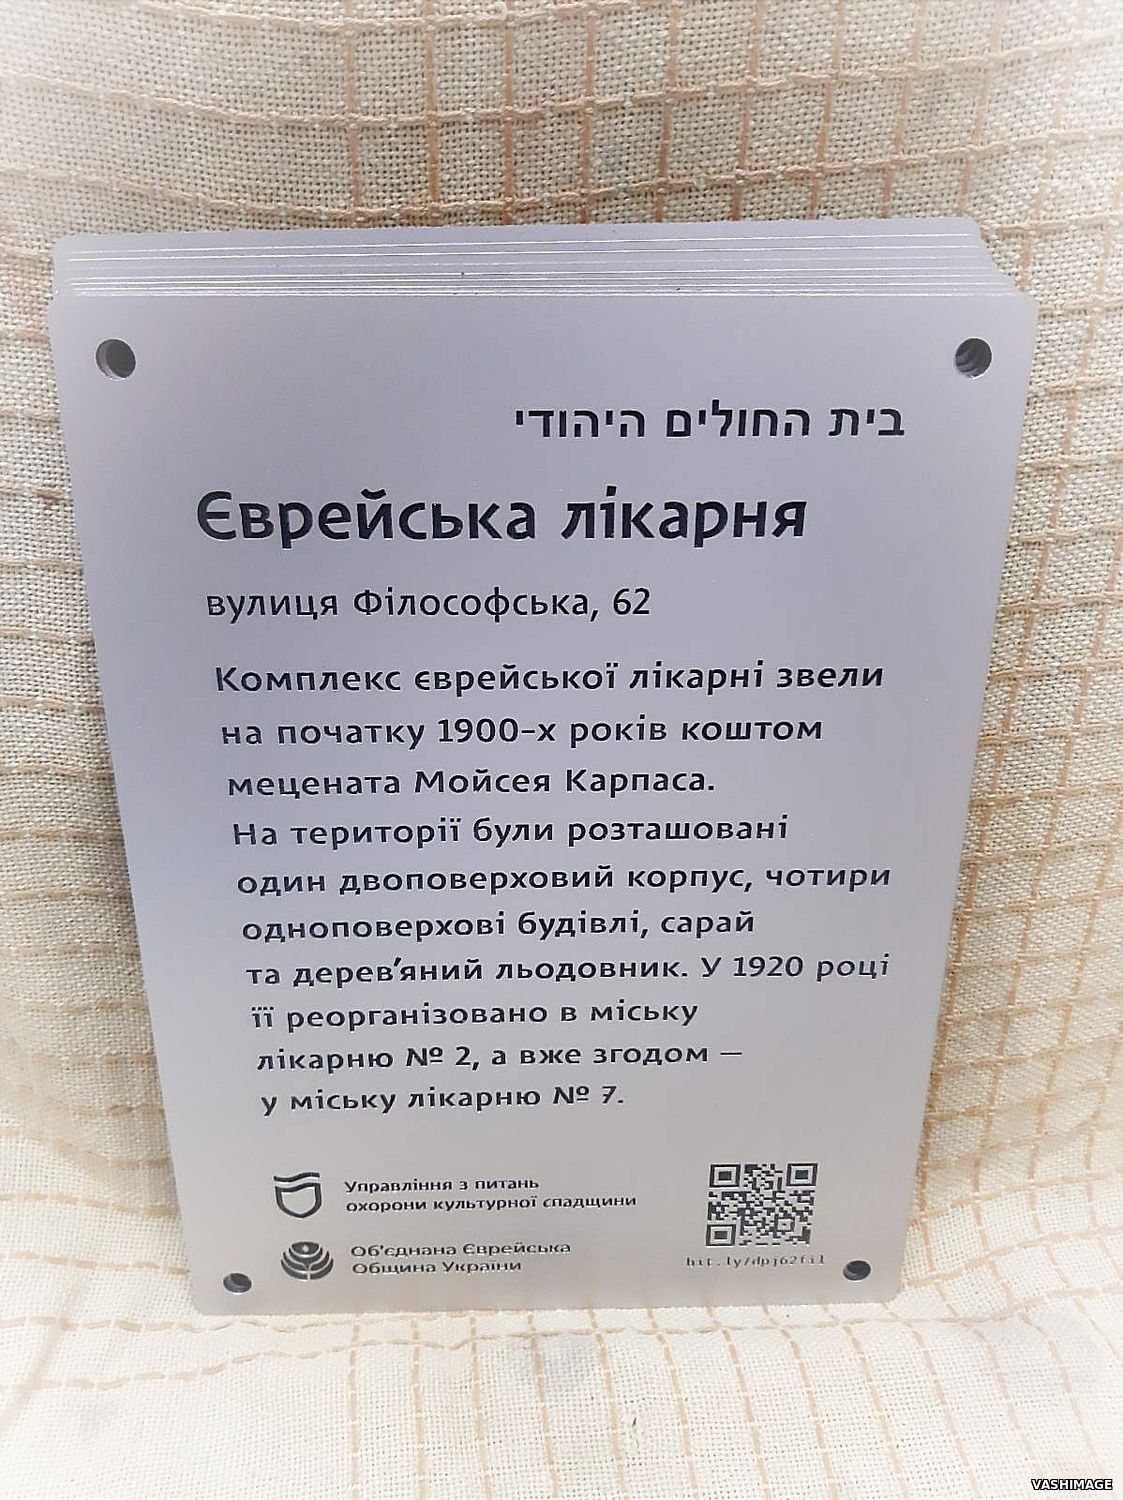 בית החולים היהודי
Єврейська лікарня
вулиця Філософська, 62
Комплекс єврейської лікарні звели
на початку 1900-х років коштом
мецената Мойсея Карпаса.
На території були розташовані
один двоповерховий корпус, чотири
одноповерхові будівлі, сарай
та дерев’яний льодовник. У 1920 році
її реорганізовано в міську
лікарню № 2, а вже згодом —
у міську лікарню № 7.
Управління з питань
охорони культурної спадщини
Об'єднана Єврейська
Община України
bit.ly/dpj62fil
VASHIMAGE